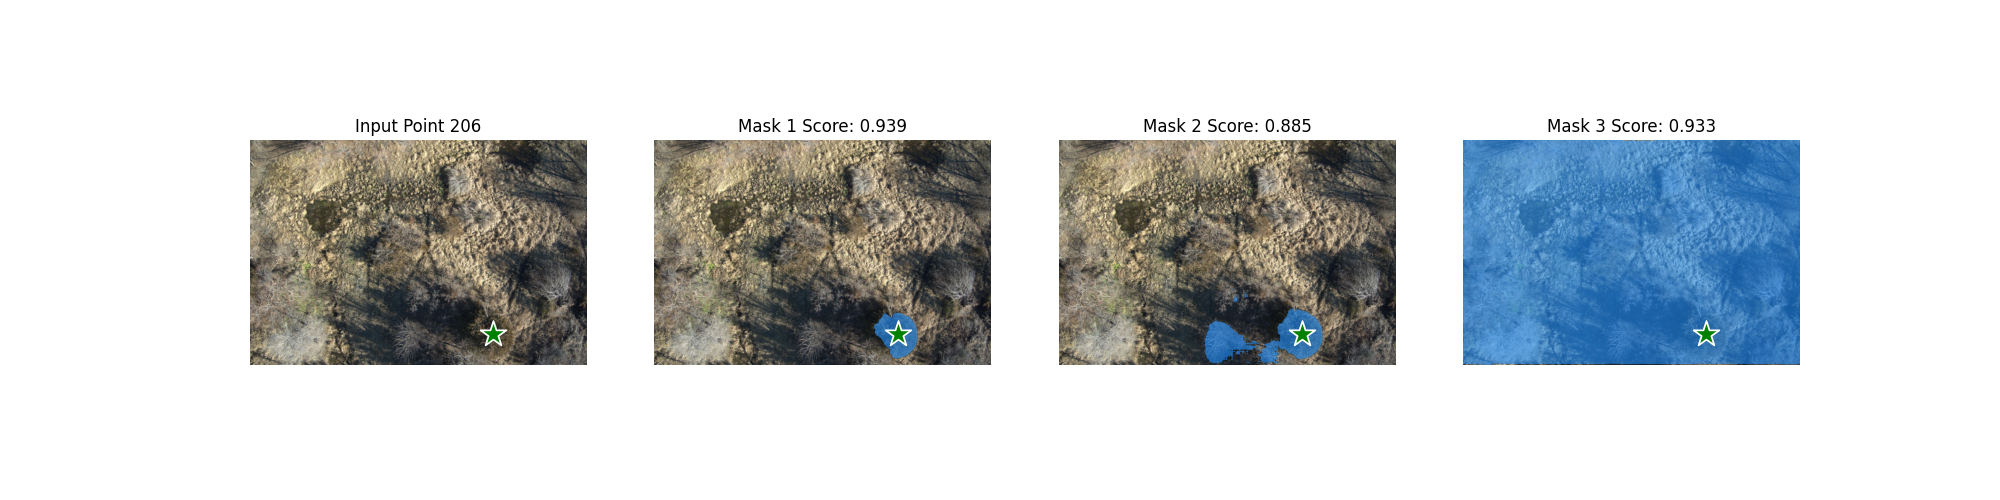 Input Point 206
Mask 1 Score: 0.939
Mask 2 Score: 0.885
Mask 3 Score: 0.933